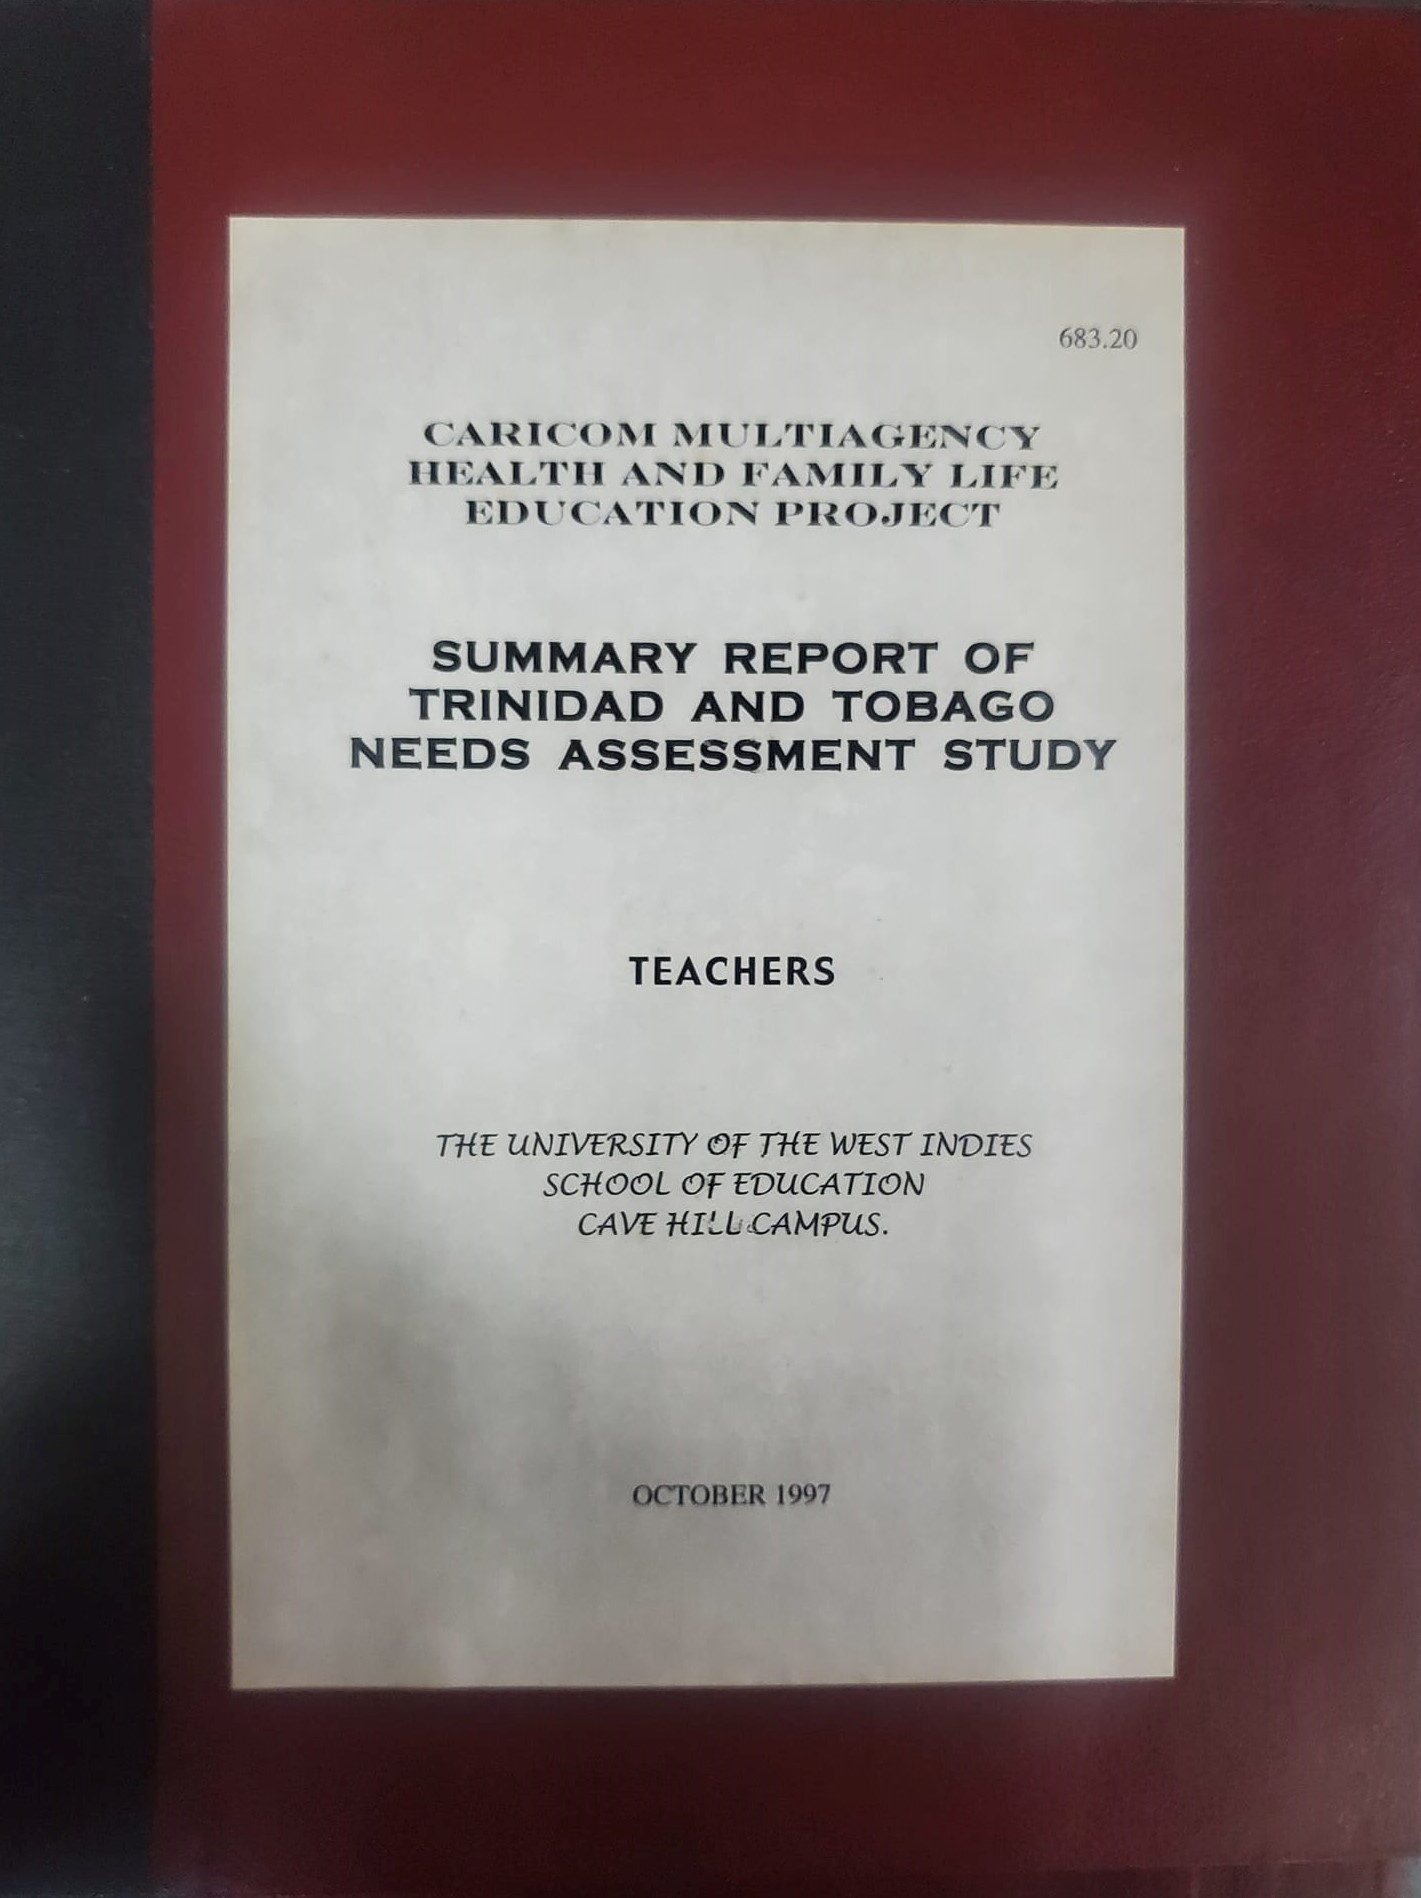 683.20
CARICOM MULTIAGENCY
HEALTH AND FAMILY LIFE
EDUCATION PROJECT
SUMMARY REPORT OF
TRINIDAD AND TOBAGO
NEEDS ASSESSMENT STUDY
TEACHERS
THE UNIVERSITY OF THE WEST INDIES
SCHOOL OF EDUCATION
CAVE HILL CAMPUS.
OCTOBER 1997